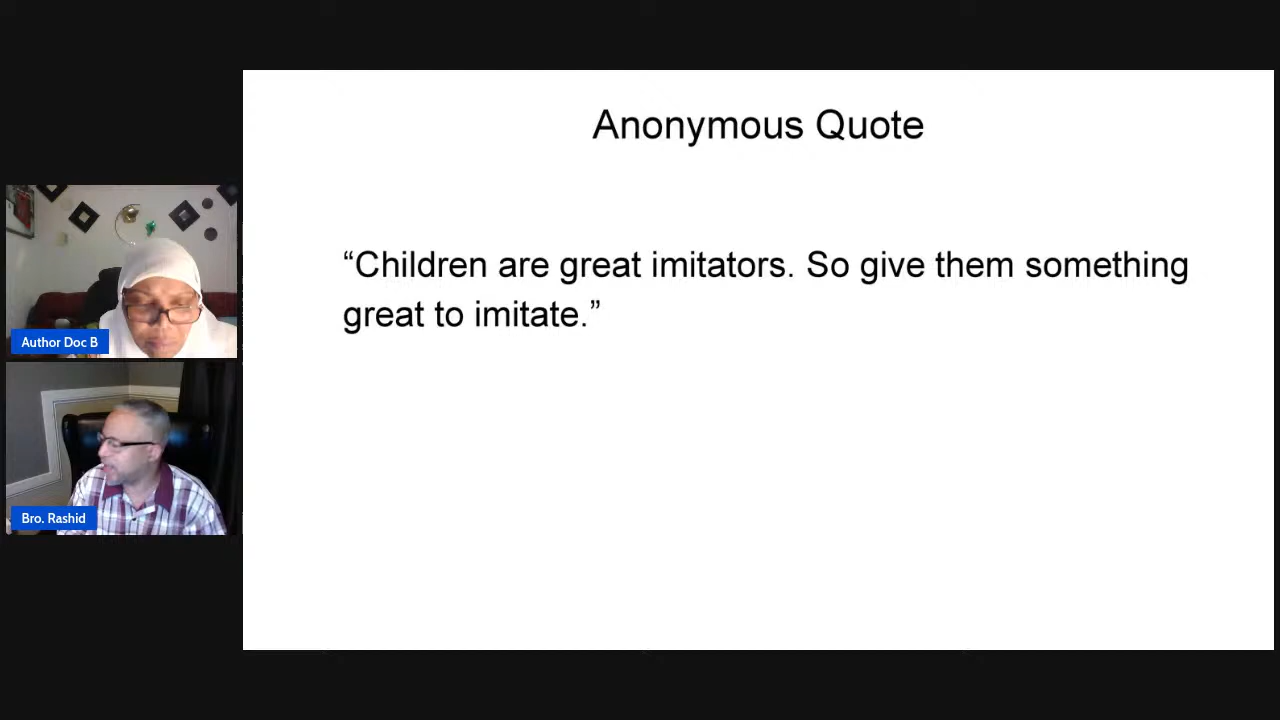 Anonymous Quote
“Children are great imitators. So give them something
great to imitate.”
Author Doc B
Bro. Rashid